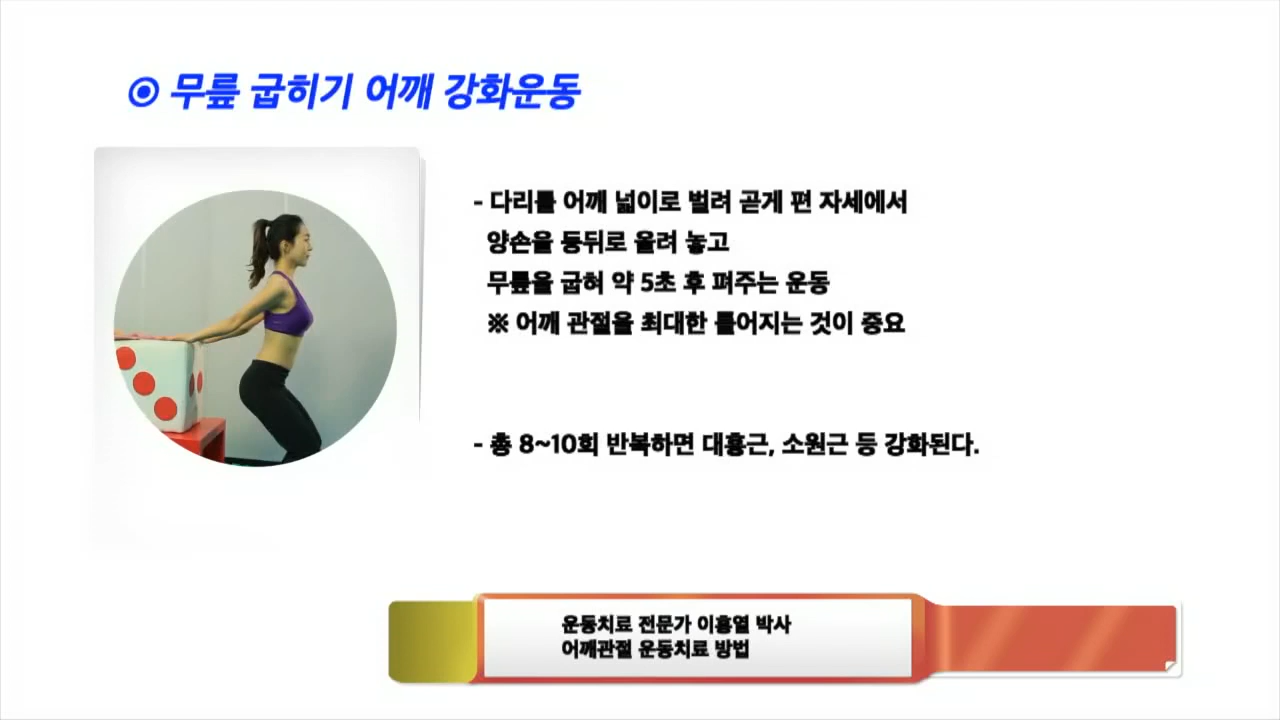 ◎ 무릎 굽히기 어깨 강화운동
- 다리를 어깨 넓이로 벌려 곧게 편 자세에서
양손을 등뒤로 올려 놓고
무릎을 굽혀 약 5초 후 펴주는 운동
※ 어깨 관절을 최대한 틀어지는 것이 중요
- 총 8~10회 반복하면 대흉근, 소원근 등 강화된다.
운동치료 전문가 이흥열 박사
어깨관절 운동치료 방법